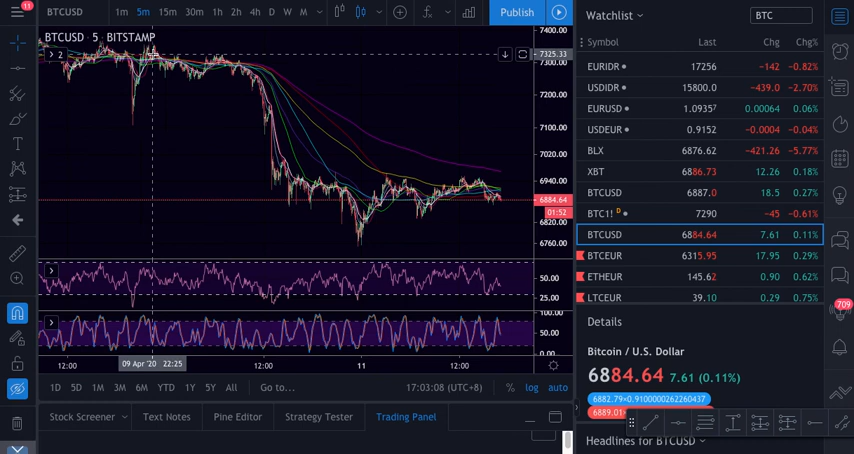 11
BTCUSD 1m 5m 15m 30m 1h 2h 4h D W M Publish
BTCUSD · 5 · BITSTAMP
2
7325.33
7300.00
7200.00
7100.00
7020.00
6940.00
6884.64
01:52
6820.00
6760.00
50.00
25.00
100.00
50.00
0.00
12:00 09 Apr '20 22:25 12:00 11 12:00
1D 5D 1M 3M 6M YTD 1Y 5Y All Go to... 17:03:08 (UTC+8) % log auto
Stock Screener Text Notes Pine Editor Strategy Tester Trading Panel
Watchlist BTC
Symbol Last Chg Chg%
EURIDR 17256 −142 −0.82%
USDIDR 15800.0 −439.0 −2.70%
EURUSD 1.09357 0.00064 0.06%
USDEUR 0.9152 −0.0004 −0.04%
BLX 6876.62 −421.26 −5.77%
XBT 6886.73 12.26 0.18%
BTCUSD 6887.0 18.5 0.27%
BTC1! D 7290 −45 −0.61%
BTCUSD 6884.64 7.61 0.11%
BTCEUR 6315.95 17.95 0.29%
ETHEUR 145.62 0.90 0.62%
LTCEUR 39.10 0.29 0.75%
Details
Bitcoin / U.S. Dollar
6884.64 7.61 (0.11%)
6882.79×0.9100000262260437
6889.01×
Headlines for BTCUSD
709